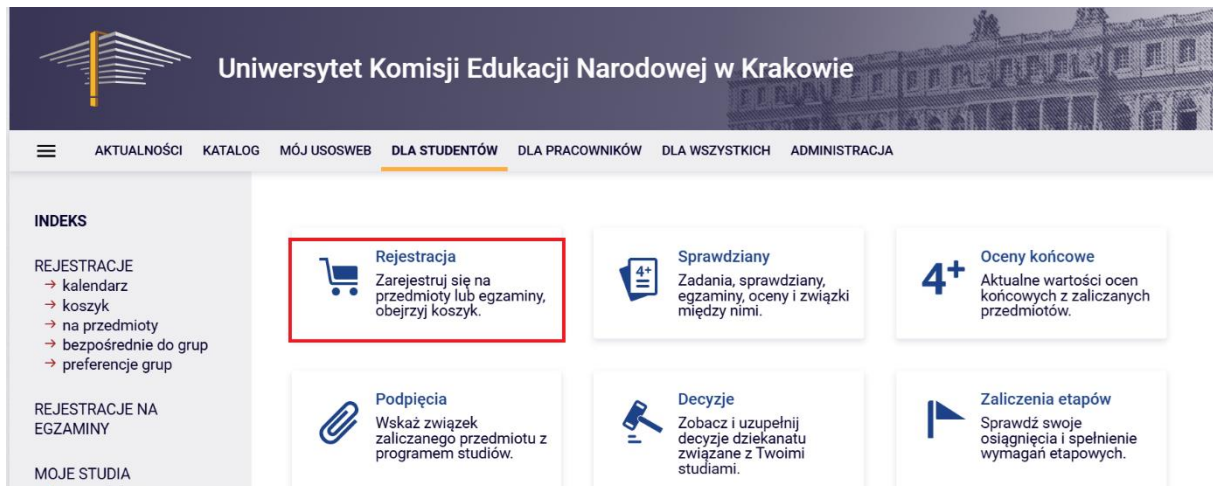 Uniwersytet Komisji Edukacji Narodowej w Krakowie
AKTUALNOŚCI KATALOG MÓJ USOSWEB DLA STUDENTÓW DLA PRACOWNIKÓW DLA WSZYSTKICH ADMINISTRACJA
INDEKS
REJESTRACJE
→ kalendarz
→ koszyk
→ na przedmioty
→ bezpośrednie do grup
→ preferencje grup
REJESTRACJE NA
EGZAMINY
MOJE STUDIA
Rejestracja
Zarejestruj się na
przedmioty lub egzaminy,
obejrzyj koszyk.
4+
Sprawdziany
Zadania, sprawdziany,
egzaminy, oceny i związki
między nimi.
4+
Oceny końcowe
Aktualne wartości ocen
końcowych z zaliczanych
przedmiotów.
Podpięcia
Wskaż związek
zaliczanego przedmiotu z
programem studiów.
Decyzje
Zobacz i uzupełnij
decyzje dziekanatu
związane z Twoimi
studiami.
Zaliczenia etapów
Sprawdź swoje
osiągnięcia i spełnienie
wymagań etapowych.